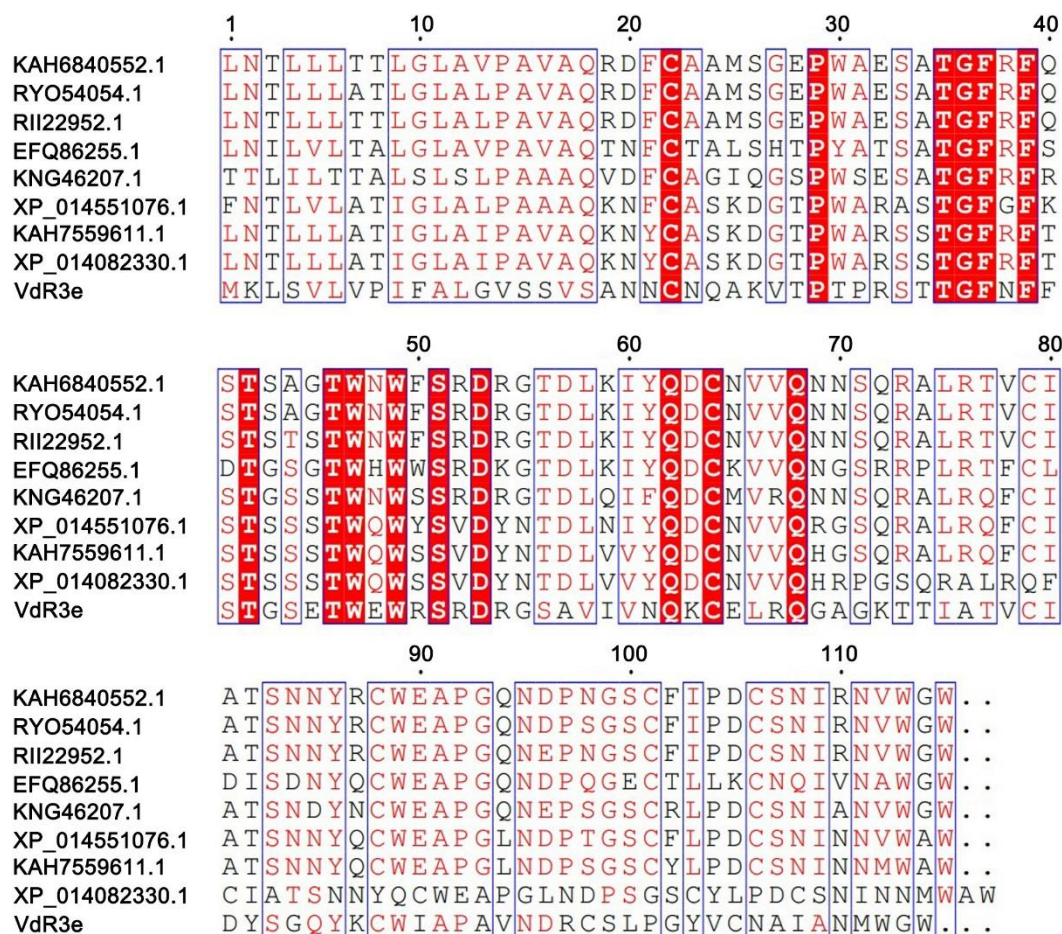 1 10 20 30 40
KAH6840552.1 LNTLLLTTLGLAVPAVAQRDFCAAMSGEPWAESATGFRFQ
RYO54054.1 LNTLLLATLGLALPAVAQRDFCAAMSGEPWAESATGFRFQ
RII22952.1 LNTLLLTTLGLALPAVAQRDFCAAMSGEPWAESATGFRFQ
EFQ86255.1 LNILVLTALGLAVPAVAQTNFCTALSHTPYATSATGFRFS
KNG46207.1 TTLILTTALSLSLPAAAQVDFCAGIQGSPWSESATGFRFR
XP_014551076.1 FNTLVLATIGLALPAAAQKNFCASKDGTPWARASTGFGFK
KAH7559611.1 LNTLLLATIGLAIPAVAQKNYCASKDGTPWARSSTGFRFT
XP_014082330.1 LNTLLLATIGLAIPAVAQKNYCASKDGTPWARSSTGFRFT
VdR3e MKLSVLVPIFALGVSSVSANNCNQAKVTPTPRSTTGFNFF
50 60 70 80
KAH6840552.1 STSAGTWNWFSRDRGTDLKIYQDCNVVQNNSQRALRTVCI
RYO54054.1 STSAGTWNWFSRDRGTDLKIYQDCNVVQNNSQRALRTVCI
RII22952.1 STSTSTWNWFSRDRGTDLKIYQDCNVVQNNSQRALRTVCI
EFQ86255.1 DTGSGTWHWWSRDKGTDLKIYQDCKVVQNGSRRPLRTFCL
KNG46207.1 STGSSTWNWSSRDRGTDLQIFQDCMVRQNNSQRALRQFCI
XP_014551076.1 STSSSTWQWYSVDYNTDLNIYQDCNVVQRGSQRALRQFCI
KAH7559611.1 STSSSTWQWSSVDYNTDLVVYQDCNVVQHGSQRALRQFCI
XP_014082330.1 STSSSTWQWSSVDYNTDLVVYQDCNVVQHRPGSQRALRQF
VdR3e STGSETWEWRSRDRGSAVIVNQKCELRQGAGKTTIATVCI
90 100 110
KAH6840552.1 ATSNNYRCWEAPGQNDPNGSCFIPDCSNIRNVWGW..
RYO54054.1 ATSNNYRCWEAPGQNDPNGSCFIPDCSNIRNVWGW..
RII22952.1 ATSNNYRCWEAPGQNEPNGSCFIPDCSNIRNVWGW..
EFQ86255.1 DISDNYQCWEAPGQNDPQGECTLLKCNQIVNAWGW..
KNG46207.1 ATSNDYNCWEAPGQNEPSGSCRLPDCSNIANVWGW..
XP_014551076.1 ATSNNYQCWEAPGLNDPTGSCFLPDCSNINNVWAW..
KAH7559611.1 ATSNNYQCWEAPGLNDPSGSCYLPDCSNINNMWAW..
XP_014082330.1 CIATSNNYQCWEAPGLNDPSGSCYLPDCSNINNMWAW
VdR3e DYSGQYKCWIAPAVNDRCSLPGYVCNAIANMWGW...